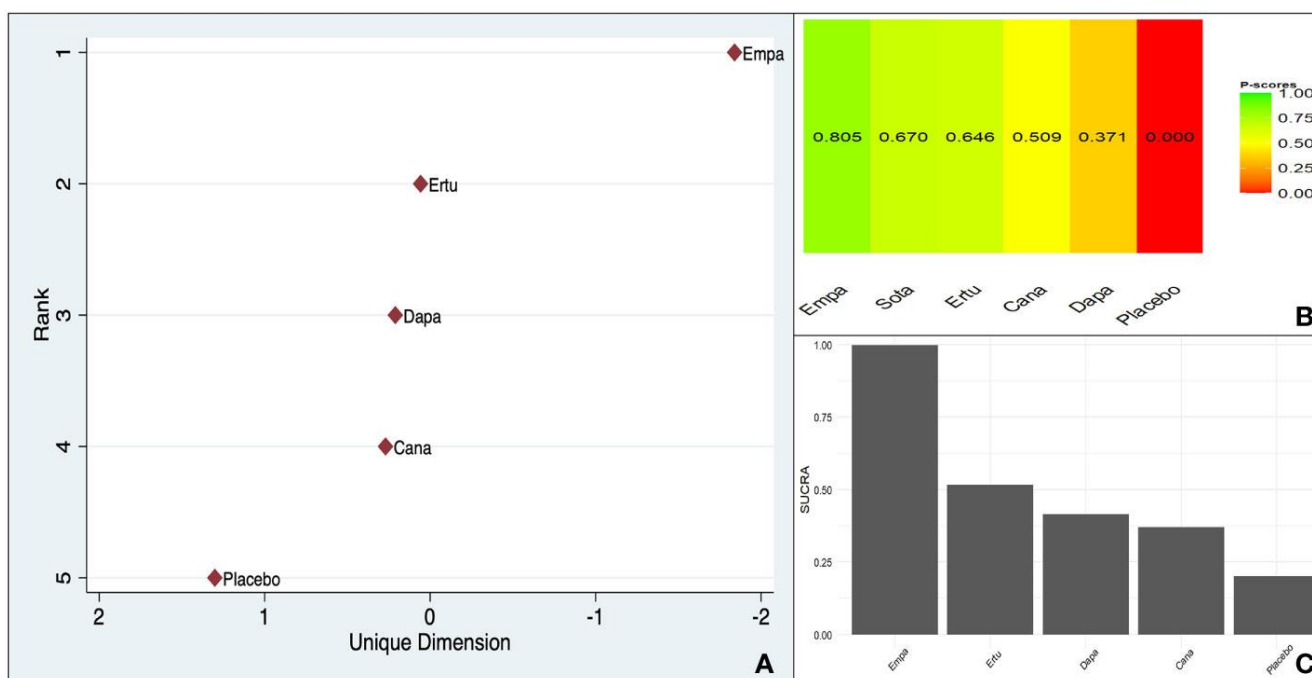 Rank
1
2
3
4
5
Empa
Ertu
Dapa
Cana
Placebo
2 1 0 -1 -2
Unique Dimension
A
0.805 0.670 0.646 0.509 0.371 0.000
Empa Sota Ertu Cana Dapa Placebo
P-scores
1.00
0.75
0.50
0.25
0.00
B
SUCRA
1.00
0.75
0.50
0.25
0.00
Empa Ertu Dapa Cana Placebo
C